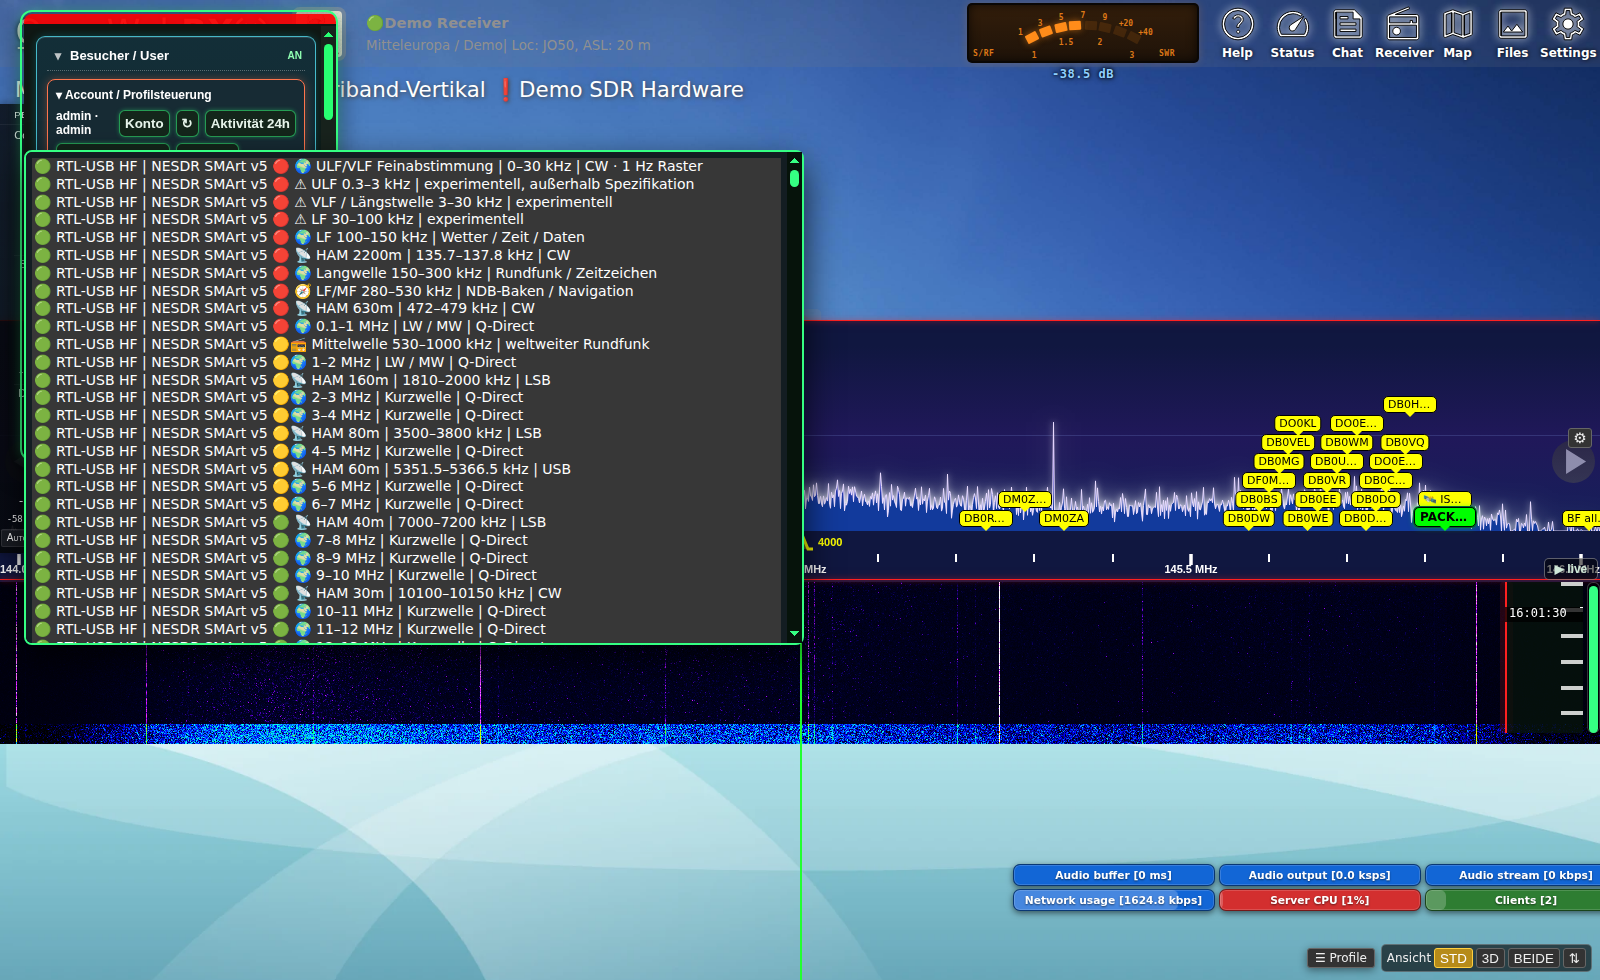 🟢Demo Receiver
Mitteleuropa / Demo| Loc: JO50, ASL: 20 m
1 3 5 7 9 +20 +40
1.5 2
S/RF 1 3 SWR
-38.5 dB
Help Status Chat Receiver Map Files Settings
▼ Besucher / User AN
▾ Account / Profilsteuerung
admin · admin
Konto ↻ Aktivität 24h
iband-Vertikal ❗Demo SDR Hardware
🟢 RTL-USB HF | NESDR SMArt v5 🔴 🌍 ULF/VLF Feinabstimmung | 0–30 kHz | CW · 1 Hz Raster
🟢 RTL-USB HF | NESDR SMArt v5 🔴 ⚠ ULF 0.3–3 kHz | experimentell, außerhalb Spezifikation
🟢 RTL-USB HF | NESDR SMArt v5 🔴 ⚠ VLF / Längstwelle 3–30 kHz | experimentell
🟢 RTL-USB HF | NESDR SMArt v5 🔴 ⚠ LF 30–100 kHz | experimentell
🟢 RTL-USB HF | NESDR SMArt v5 🔴 🌍 LF 100–150 kHz | Wetter / Zeit / Daten
🟢 RTL-USB HF | NESDR SMArt v5 🔴 📡 HAM 2200m | 135.7–137.8 kHz | CW
🟢 RTL-USB HF | NESDR SMArt v5 🔴 🌍 Langwelle 150–300 kHz | Rundfunk / Zeitzeichen
🟢 RTL-USB HF | NESDR SMArt v5 🔴 🧭 LF/MF 280–530 kHz | NDB-Baken / Navigation
🟢 RTL-USB HF | NESDR SMArt v5 🔴 📡 HAM 630m | 472–479 kHz | CW
🟢 RTL-USB HF | NESDR SMArt v5 🔴 🌍 0.1–1 MHz | LW / MW | Q-Direct
🟢 RTL-USB HF | NESDR SMArt v5 🟡📻 Mittelwelle 530–1000 kHz | weltweiter Rundfunk
🟢 RTL-USB HF | NESDR SMArt v5 🟡🌍 1–2 MHz | LW / MW | Q-Direct
🟢 RTL-USB HF | NESDR SMArt v5 🟡📡 HAM 160m | 1810–2000 kHz | LSB
🟢 RTL-USB HF | NESDR SMArt v5 🟡🌍 2–3 MHz | Kurzwelle | Q-Direct
🟢 RTL-USB HF | NESDR SMArt v5 🟡🌍 3–4 MHz | Kurzwelle | Q-Direct
🟢 RTL-USB HF | NESDR SMArt v5 🟡📡 HAM 80m | 3500–3800 kHz | LSB
🟢 RTL-USB HF | NESDR SMArt v5 🟡🌍 4–5 MHz | Kurzwelle | Q-Direct
🟢 RTL-USB HF | NESDR SMArt v5 🟡📡 HAM 60m | 5351.5–5366.5 kHz | USB
🟢 RTL-USB HF | NESDR SMArt v5 🟡🌍 5–6 MHz | Kurzwelle | Q-Direct
🟢 RTL-USB HF | NESDR SMArt v5 🟡🌍 6–7 MHz | Kurzwelle | Q-Direct
🟢 RTL-USB HF | NESDR SMArt v5 🟢 📡 HAM 40m | 7000–7200 kHz | LSB
🟢 RTL-USB HF | NESDR SMArt v5 🟢 🌍 7–8 MHz | Kurzwelle | Q-Direct
🟢 RTL-USB HF | NESDR SMArt v5 🟢 🌍 8–9 MHz | Kurzwelle | Q-Direct
🟢 RTL-USB HF | NESDR SMArt v5 🟢 🌍 9–10 MHz | Kurzwelle | Q-Direct
🟢 RTL-USB HF | NESDR SMArt v5 🟢 📡 HAM 30m | 10100–10150 kHz | CW
🟢 RTL-USB HF | NESDR SMArt v5 🟢 🌍 10–11 MHz | Kurzwelle | Q-Direct
🟢 RTL-USB HF | NESDR SMArt v5 🟢 🌍 11–12 MHz | Kurzwelle | Q-Direct
DB0H...
DO0KL DO0E...
DB0VEL DB0WM DB0VQ
DB0MG DB0U... DO0E...
DF0M... DB0VR DB0C...
DM0Z... DB0BS DB0EE DB0DO IS...
DB0R... DM0ZA DB0DW DB0WE DB0D... PACK... BF all.
4000
MHz 145.5 MHz ▶ live
16:01:30
Audio buffer [0 ms] Audio output [0.0 ksps] Audio stream [0 kbps]
Network usage [1624.8 kbps] Server CPU [1%] Clients [2]
☰ Profile Ansicht STD 3D BEIDE ⇅